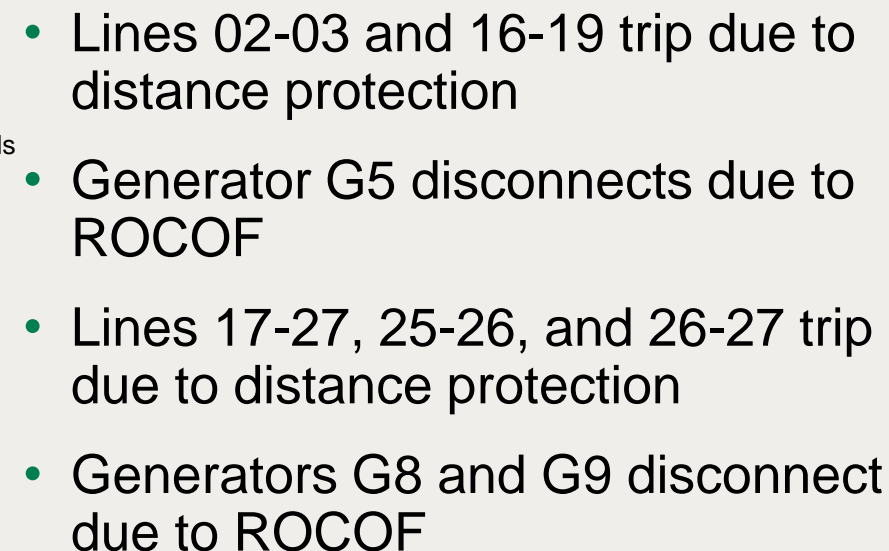 • Lines 02-03 and 16-19 trip due to
distance protection
• Generator G5 disconnects due to
ROCOF
• Lines 17-27, 25-26, and 26-27 trip
due to distance protection
• Generators G8 and G9 disconnect
due to ROCOF